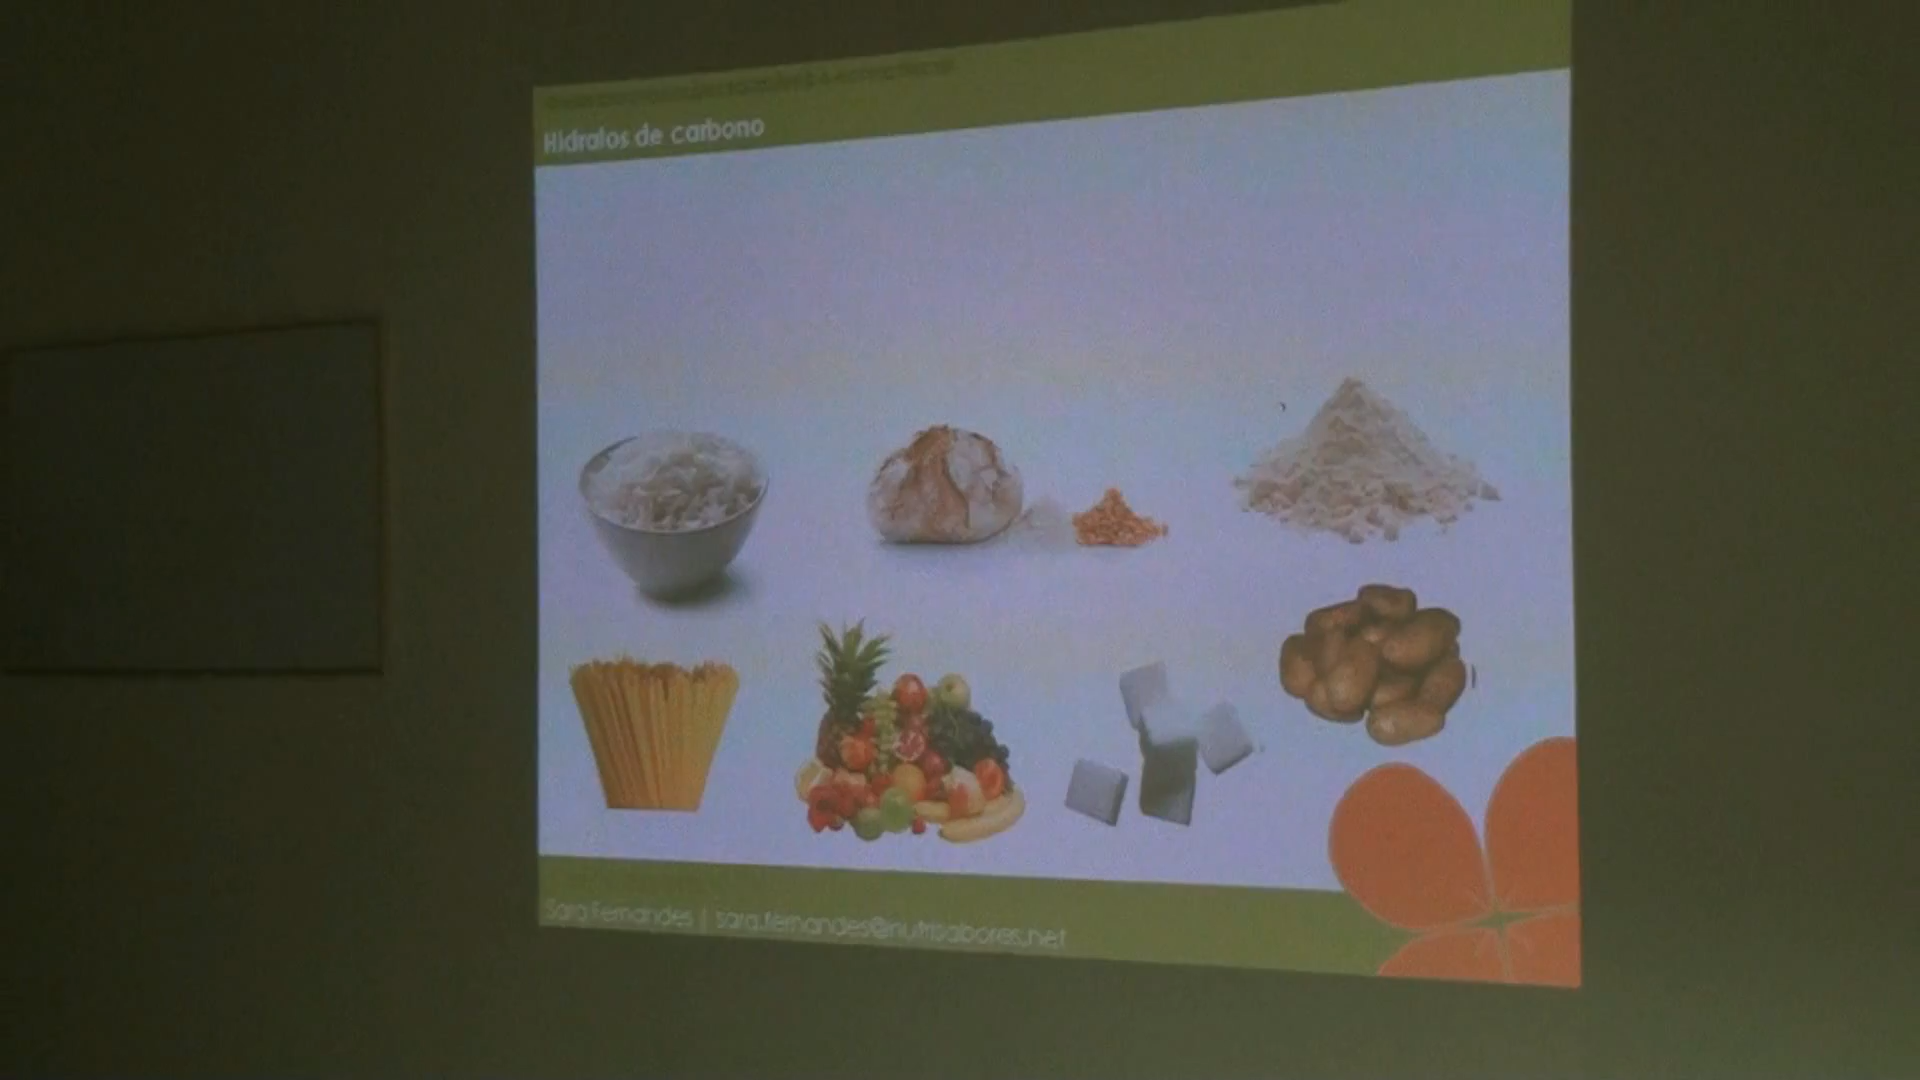 Hidratos de carbono
Sara Fernandes | sara.fernandes@nutrisabores.net